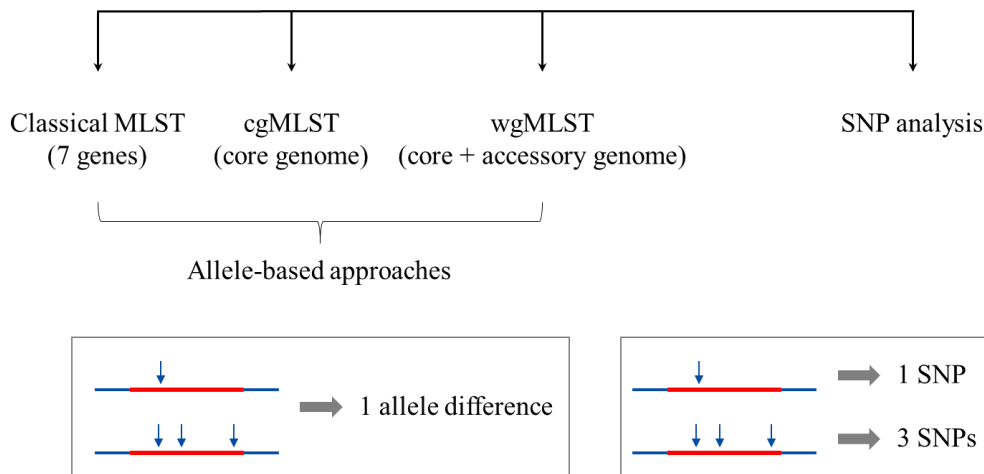 Classical MLST
(7 genes)
cgMLST
(core genome)
wgMLST
(core + accessory genome)
SNP analysis
Allele-based approaches
1 allele difference
1 SNP
3 SNPs